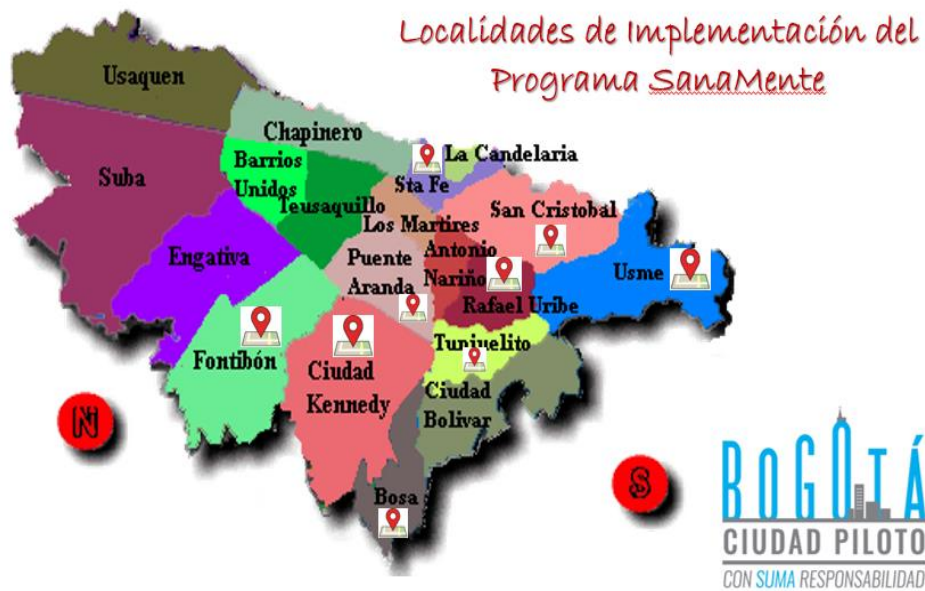 Localidades de Implementación del
Programa SanaMente
Usaquen
Suba
Chapinero
Barrios
Unidos
Teusaquillo
Engativa
La Candelaria
Sta Fe
San Cristobal
Los Martires
Antonio
Nariño
Puente
Aranda
Usme
Rafael Uribe
Fontibón
Ciudad
Kennedy
Tunjuelito
Ciudad
Bolivar
Bosa
N
S
BOGOTÁ
CIUDAD PILOTO
CON SUMA RESPONSABILIDAD